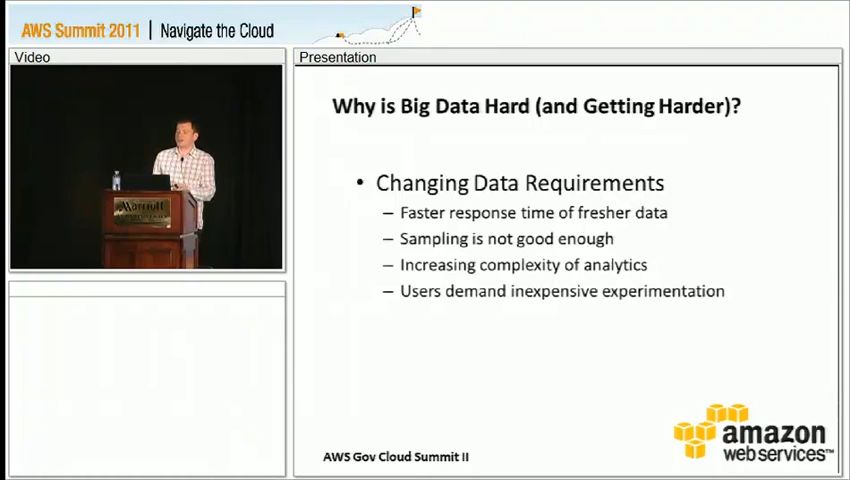 AWS Summit 2011 | Navigate the Cloud
Video
Presentation
Marriott
Why is Big Data Hard (and Getting Harder)?
• Changing Data Requirements
– Faster response time of fresher data
– Sampling is not good enough
– Increasing complexity of analytics
– Users demand inexpensive experimentation
AWS Gov Cloud Summit II
amazon
webservices™